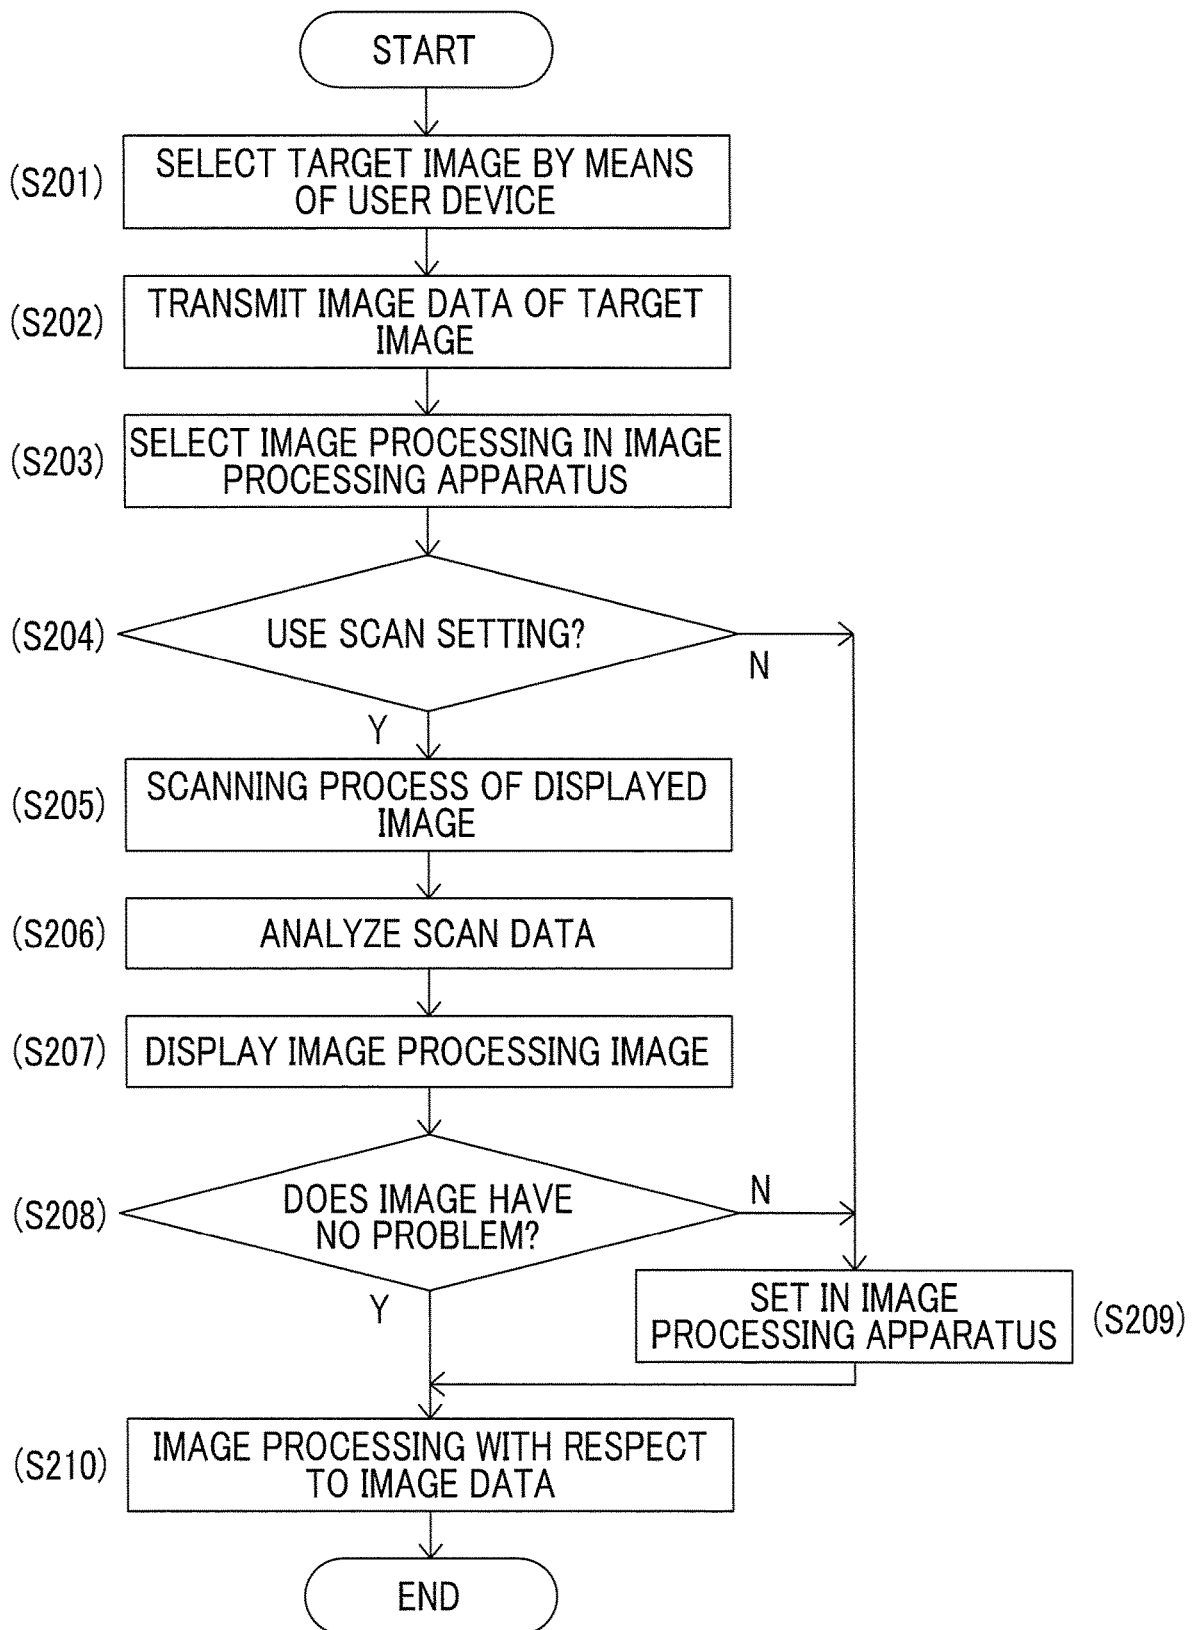 START
(S201)
SELECT TARGET IMAGE BY MEANS
OF USER DEVICE
(S202)
TRANSMIT IMAGE DATA OF TARGET
IMAGE
(S203)
SELECT IMAGE PROCESSING IN IMAGE
PROCESSING APPARATUS
(S204)
USE SCAN SETTING?
N
Y
(S205)
SCANNING PROCESS OF DISPLAYED
IMAGE
(S206)
ANALYZE SCAN DATA
(S207)
DISPLAY IMAGE PROCESSING IMAGE
(S208)
DOES IMAGE HAVE
NO PROBLEM?
N
Y
SET IN IMAGE
PROCESSING APPARATUS
(S209)
(S210)
IMAGE PROCESSING WITH RESPECT
TO IMAGE DATA
END